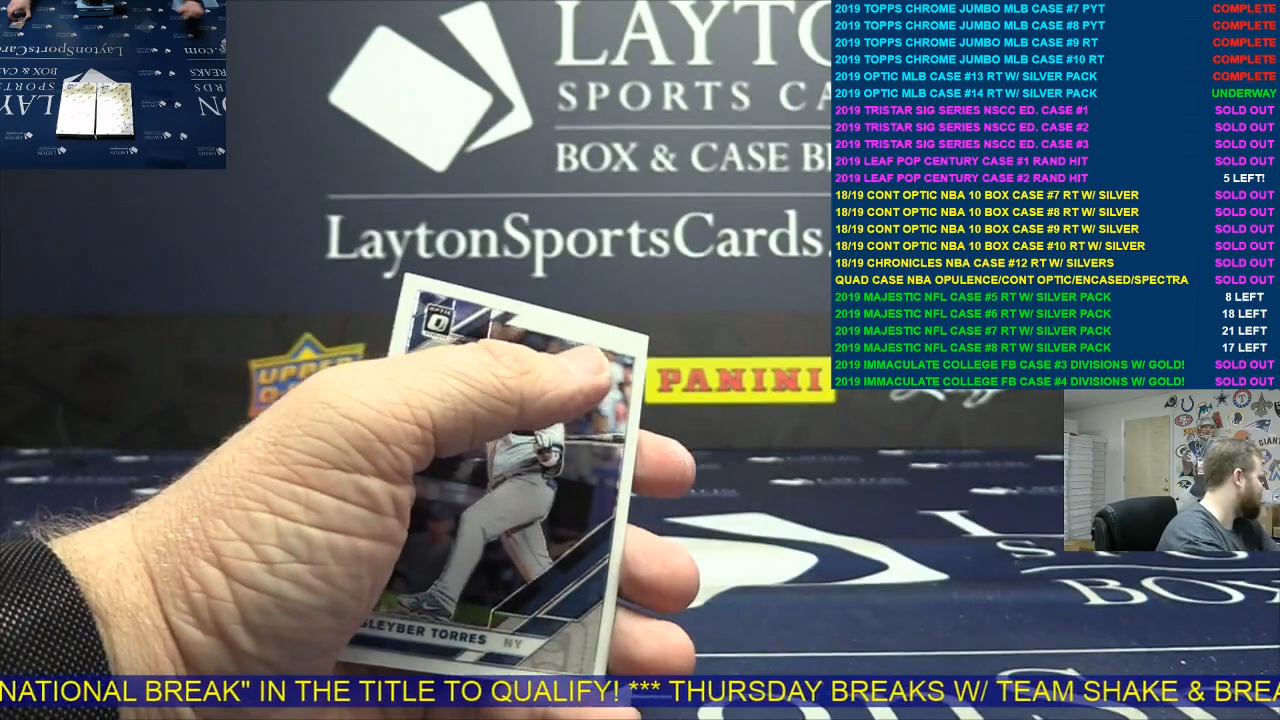 LAYTO
SPORTS CA
BOX & CASE B
LaytonSportsCards.
PANINI
OPTIC
GLEYBER TORRES NY
BOX
2019 TOPPS CHROME JUMBO MLB CASE #7 PYT COMPLETE
2019 TOPPS CHROME JUMBO MLB CASE #8 PYT COMPLETE
2019 TOPPS CHROME JUMBO MLB CASE #9 RT COMPLETE
2019 TOPPS CHROME JUMBO MLB CASE #10 RT COMPLETE
2019 OPTIC MLB CASE #13 RT W/ SILVER PACK COMPLETE
2019 OPTIC MLB CASE #14 RT W/ SILVER PACK UNDERWAY
2019 TRISTAR SIG SERIES NSCC ED. CASE #1 SOLD OUT
2019 TRISTAR SIG SERIES NSCC ED. CASE #2 SOLD OUT
2019 TRISTAR SIG SERIES NSCC ED. CASE #3 SOLD OUT
2019 LEAF POP CENTURY CASE #1 RAND HIT SOLD OUT
2019 LEAF POP CENTURY CASE #2 RAND HIT 5 LEFT!
18/19 CONT OPTIC NBA 10 BOX CASE #7 RT W/ SILVER SOLD OUT
18/19 CONT OPTIC NBA 10 BOX CASE #8 RT W/ SILVER SOLD OUT
18/19 CONT OPTIC NBA 10 BOX CASE #9 RT W/ SILVER SOLD OUT
18/19 CONT OPTIC NBA 10 BOX CASE #10 RT W/ SILVER SOLD OUT
18/19 CHRONICLES NBA CASE #12 RT W/ SILVERS SOLD OUT
QUAD CASE NBA OPULENCE/CONT OPTIC/ENCASED/SPECTRA SOLD OUT
2019 MAJESTIC NFL CASE #5 RT W/ SILVER PACK 8 LEFT
2019 MAJESTIC NFL CASE #6 RT W/ SILVER PACK 18 LEFT
2019 MAJESTIC NFL CASE #7 RT W/ SILVER PACK 21 LEFT
2019 MAJESTIC NFL CASE #8 RT W/ SILVER PACK 17 LEFT
2019 IMMACULATE COLLEGE FB CASE #3 DIVISIONS W/ GOLD! SOLD OUT
2019 IMMACULATE COLLEGE FB CASE #4 DIVISIONS W/ GOLD! SOLD OUT
NATIONAL BREAK" IN THE TITLE TO QUALIFY! *** THURSDAY BREAKS W/ TEAM SHAKE & BREA